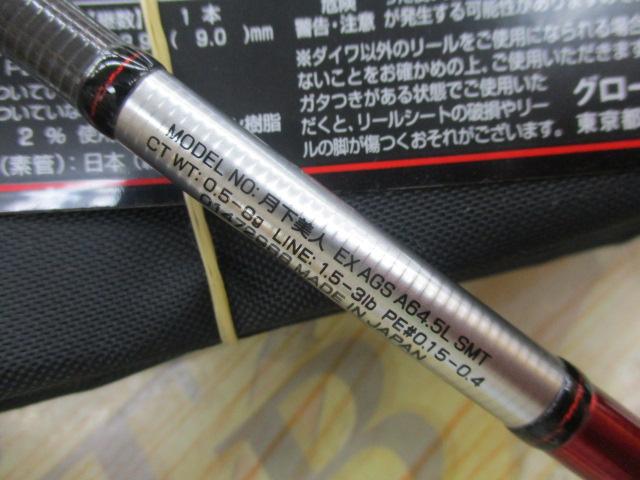 数】 1 本
( 9.0) mm
ついてい
2 % 使
樹脂
(素管): 日本
危険
警告・注意
が発生する可能性が
※ダイワ以外のリールをご使用になられる場合
ないことをお確かめの上、ご使用いただきます
ガタつきがある状態でご使用いた
だくと、リールシートの破損やリー
ルの脚が傷つくおそれがございます。
グロー
東京都
MODEL NO: 月下美人 EX AGS A64.5L SMT
CT WT: 0.5-8g LINE: 1.5-3lb PE#0.15-0.4
MADE IN JAPAN